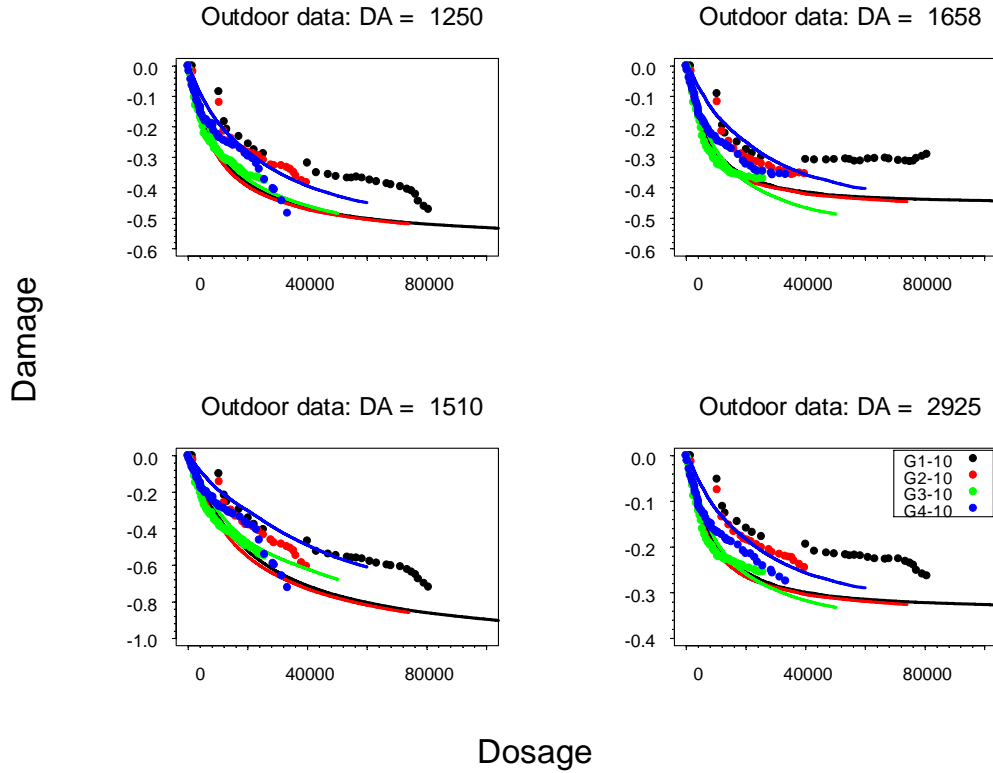 Outdoor data: DA = 1250
0.0
-0.1
-0.2
-0.3
-0.4
-0.5
-0.6
0 40000 80000
Outdoor data: DA = 1658
0.0
-0.1
-0.2
-0.3
-0.4
-0.5
-0.6
0 40000 80000
Damage
Outdoor data: DA = 1510
0.0
-0.2
-0.4
-0.6
-0.8
-1.0
0 40000 80000
Outdoor data: DA = 2925
0.0
-0.1
-0.2
-0.3
-0.4
0 40000 80000
G1-10
G2-10
G3-10
G4-10
Dosage